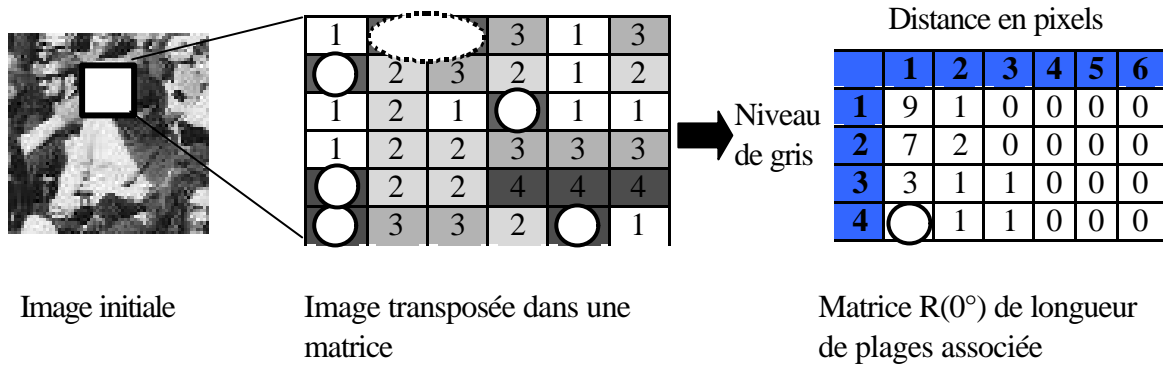 Distance en pixels
1 3 1 3
2 3 2 1 2
1 2 1 1 1
1 2 2 3 3 3
2 2 4 4 4
3 3 2 1
Niveau
de gris
1 2 3 4 5 6
1 9 1 0 0 0 0
2 7 2 0 0 0 0
3 3 1 1 0 0 0
4 1 1 0 0 0
Image initiale
Image transposée dans une
matrice
Matrice R(0°) de longueur
de plages associée